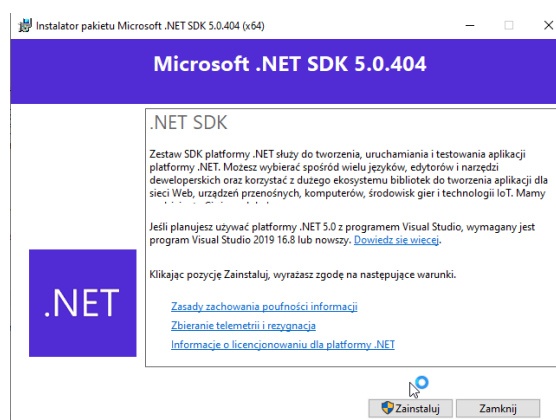 Instalator pakietu Microsoft .NET SDK 5.0.404 (x64)
Microsoft .NET SDK 5.0.404
.NET SDK
Zestaw SDK platformy .NET służy do tworzenia, uruchamiania i testowania aplikacji
platformy .NET. Możesz wybierać spośród wielu języków, edytorów i narzędzi
deweloperskich oraz korzystać z dużego ekosystemu bibliotek do tworzenia aplikacji dla
sieci Web, urządzeń przenośnych, komputerów, środowisk gier i technologii IoT. Mamy
Jeśli planujesz używać platformy .NET 5.0 z programem Visual Studio, wymagany jest
program Visual Studio 2019 16.8 lub nowszy. Dowiedz się więcej.
Klikając pozycję Zainstaluj, wyrażasz zgodę na następujące warunki.
.NET
Zasady zachowania poufności informacji
Zbieranie telemetrii i rezygnacja
Informacje o licencjonowaniu dla platformy .NET
Zainstaluj
Zamknij